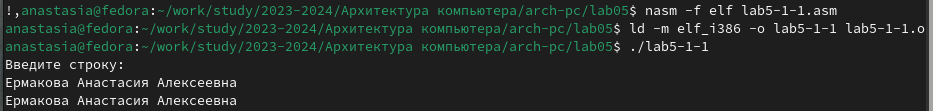 !,anastasia@fedora:~/work/study/2023-2024/Архитектура компьютера/arch-pc/lab05$ nasm -f elf lab5-1-1.asm
anastasia@fedora:~/work/study/2023-2024/Архитектура компьютера/arch-pc/lab05$ ld -m elf_i386 -o lab5-1-1 lab5-1-1.o
anastasia@fedora:~/work/study/2023-2024/Архитектура компьютера/arch-pc/lab05$ ./lab5-1-1
Введите строку:
Ермакова Анастасия Алексеевна
Ермакова Анастасия Алексеевна